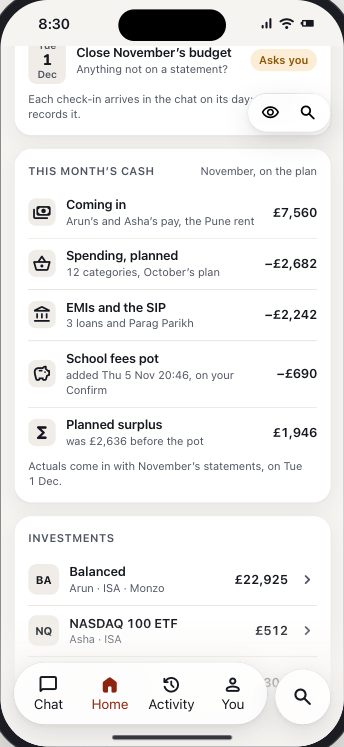 8:30
Tue
1
Dec
Close November’s budget
Anything not on a statement?
Asks you
Each check-in arrives in the chat on its day
records it.
THIS MONTH’S CASH
November, on the plan
Coming in
Arun’s and Asha’s pay, the Pune rent
£7,560
Spending, planned
12 categories, October’s plan
−£2,682
EMIs and the SIP
3 loans and Parag Parikh
−£2,242
School fees pot
added Thu 5 Nov 20:46, on your
Confirm
−£690
Planned surplus
was £2,636 before the pot
£1,946
Actuals come in with November’s statements, on Tue
1 Dec.
INVESTMENTS
BA
Balanced
Arun · ISA · Monzo
£22,925
NQ
NASDAQ 100 ETF
Asha · ISA
£512
Chat
Home
Activity
You